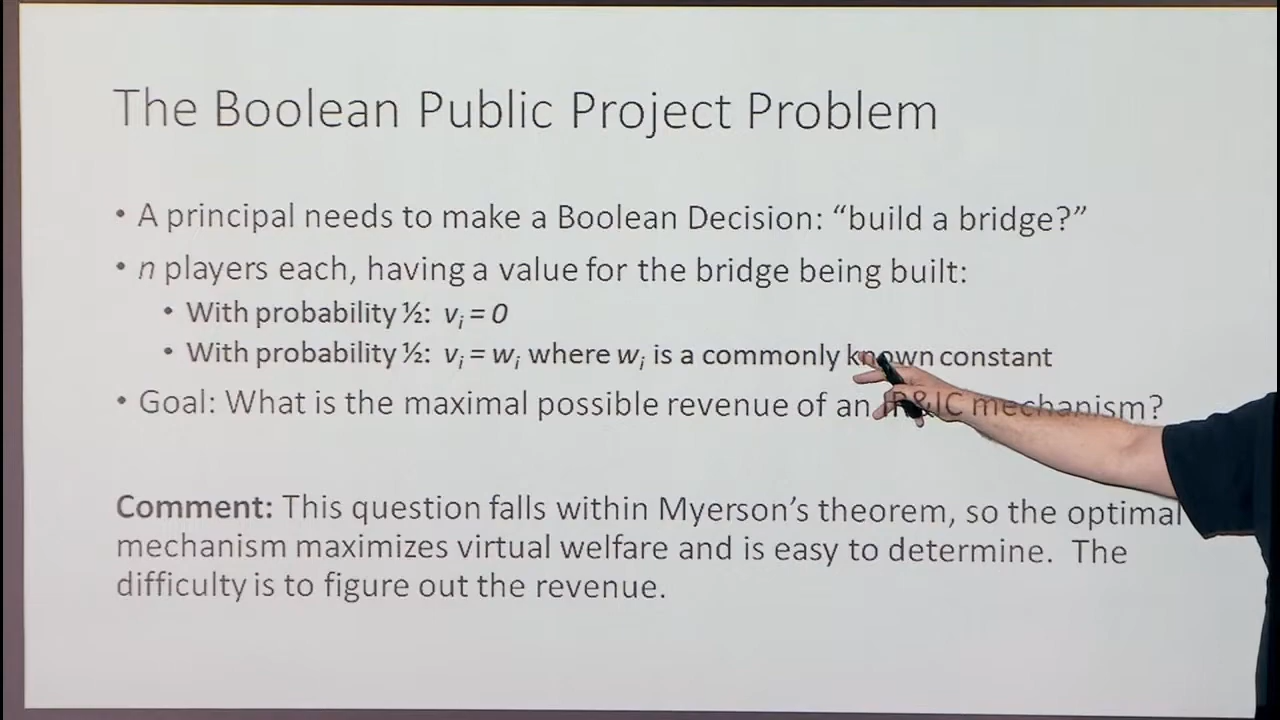 The Boolean Public Project Problem
• A principal needs to make a Boolean Decision: “build a bridge?”
• n players each, having a value for the bridge being built:
• With probability ½: vᵢ = 0
• With probability ½: vᵢ = wᵢ where wᵢ is a commonly known constant
• Goal: What is the maximal possible revenue of an IR&IC mechanism?
Comment: This question falls within Myerson’s theorem, so the optimal
mechanism maximizes virtual welfare and is easy to determine. The
difficulty is to figure out the revenue.